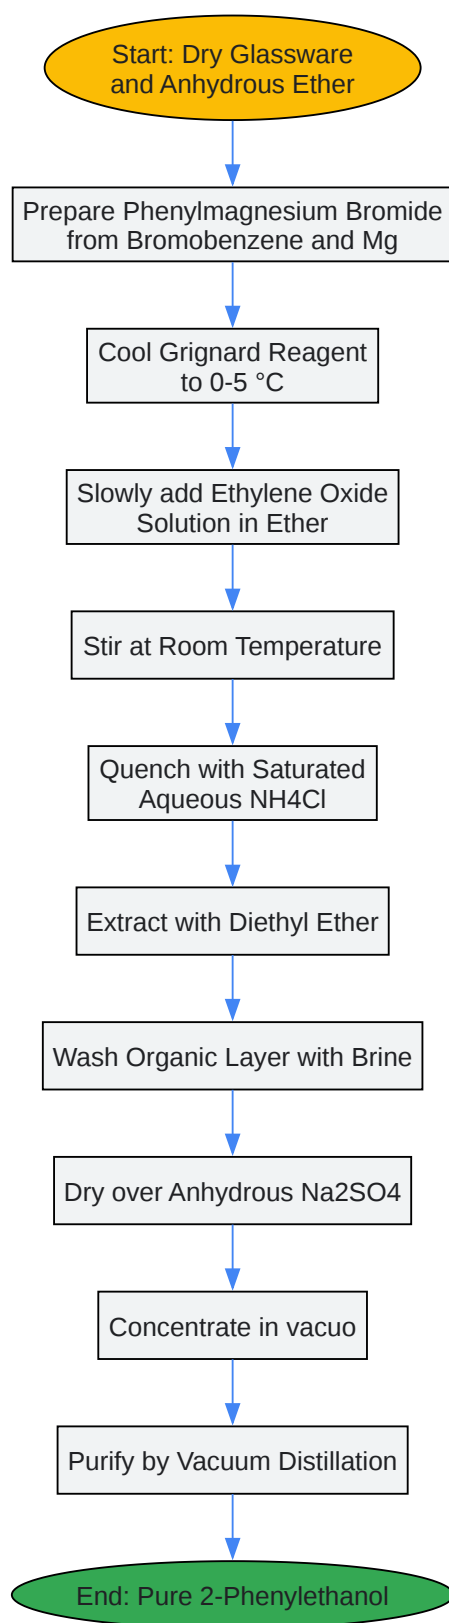 Start: Dry Glassware
and Anhydrous Ether
Prepare Phenylmagnesium Bromide
from Bromobenzene and Mg
Cool Grignard Reagent
to 0-5 °C
Slowly add Ethylene Oxide
Solution in Ether
Stir at Room Temperature
Quench with Saturated
Aqueous NH4Cl
Extract with Diethyl Ether
Wash Organic Layer with Brine
Dry over Anhydrous Na2SO4
Concentrate in vacuo
Purify by Vacuum Distillation
End: Pure 2-Phenylethanol